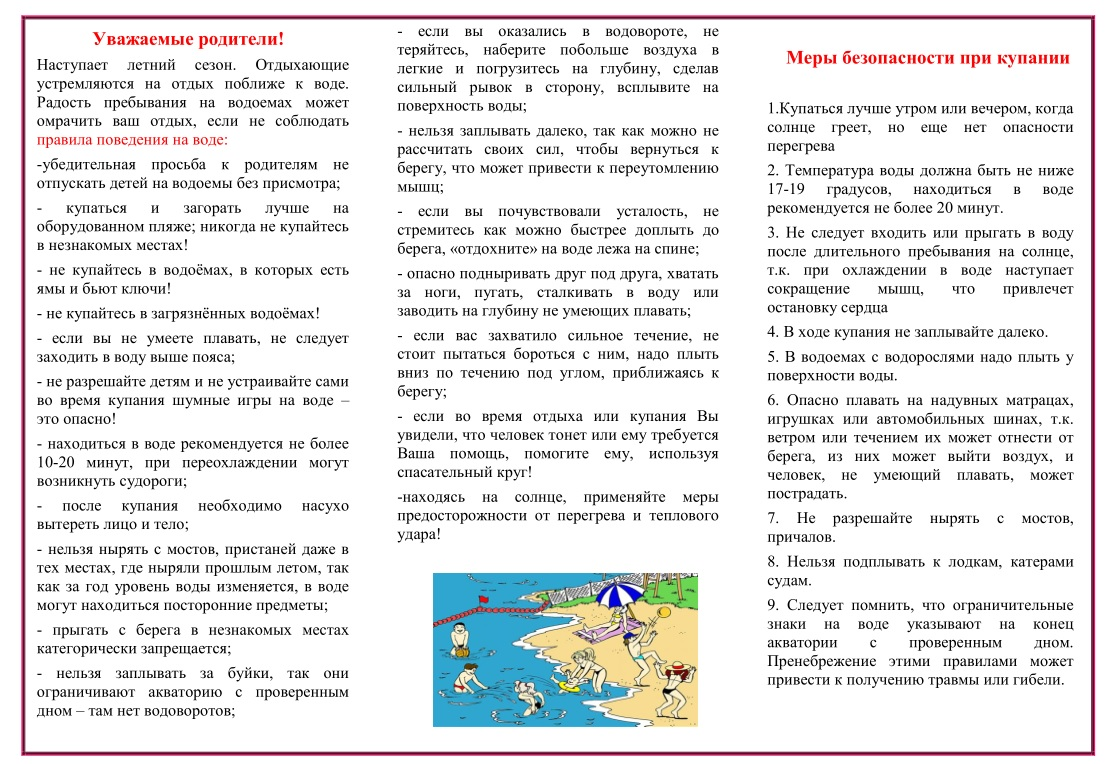 Уважаемые родители!
Наступает летний сезон. Отдыхающие
устремляются на отдых поближе к воде.
Радость пребывания на водоемах может
омрачить ваш отдых, если не соблюдать
правила поведения на воде:
-убедительная просьба к родителям не
отпускать детей на водоемы без присмотра;
- купаться и загорать лучше на
оборудованном пляже; никогда не купайтесь
в незнакомых местах!
- не купайтесь в водоёмах, в которых есть
ямы и бьют ключи!
- не купайтесь в загрязнённых водоёмах!
- если вы не умеете плавать, не следует
заходить в воду выше пояса;
- не разрешайте детям и не устраивайте сами
во время купания шумные игры на воде –
это опасно!
- находиться в воде рекомендуется не более
10-20 минут, при переохлаждении могут
возникнуть судороги;
- после купания необходимо насухо
вытереть лицо и тело;
- нельзя нырять с мостов, пристаней даже в
тех местах, где ныряли прошлым летом, так
как за год уровень воды изменяется, в воде
могут находиться посторонние предметы;
- прыгать с берега в незнакомых местах
категорически запрещается;
- нельзя заплывать за буйки, так они
ограничивают акваторию с проверенным
дном – там нет водоворотов;
- если вы оказались в водовороте, не
теряйтесь, наберите побольше воздуха в
легкие и погрузитесь на глубину, сделав
сильный рывок в сторону, всплывите на
поверхность воды;
- нельзя заплывать далеко, так как можно не
рассчитать своих сил, чтобы вернуться к
берегу, что может привести к переутомлению
мышц;
- если вы почувствовали усталость, не
стремитесь как можно быстрее доплыть до
берега, «отдохните» на воде лежа на спине;
- опасно подныривать друг под друга, хватать
за ноги, пугать, сталкивать в воду или
заводить на глубину не умеющих плавать;
- если вас захватило сильное течение, не
стоит пытаться бороться с ним, надо плыть
вниз по течению под углом, приближаясь к
берегу;
- если во время отдыха или купания Вы
увидели, что человек тонет или ему требуется
Ваша помощь, помогите ему, используя
спасательный круг!
-находясь на солнце, применяйте меры
предосторожности от перегрева и теплового
удара!
Меры безопасности при купании
1.Купаться лучше утром или вечером, когда
солнце греет, но еще нет опасности
перегрева
2. Температура воды должна быть не ниже
17-19 градусов, находиться в воде
рекомендуется не более 20 минут.
3. Не следует входить или прыгать в воду
после длительного пребывания на солнце,
т.к. при охлаждении в воде наступает
сокращение мышц, что привлечет
остановку сердца
4. В ходе купания не заплывайте далеко.
5. В водоемах с водорослями надо плыть у
поверхности воды.
6. Опасно плавать на надувных матрацах,
игрушках или автомобильных шинах, т.к.
ветром или течением их может отнести от
берега, из них может выйти воздух, и
человек, не умеющий плавать, может
пострадать.
7. Не разрешайте нырять с мостов,
причалов.
8. Нельзя подплывать к лодкам, катерами
судам.
9. Следует помнить, что ограничительные
знаки на воде указывают на конец
акватории с проверенным дном.
Пренебрежение этими правилами может
привести к получению травмы или гибели.